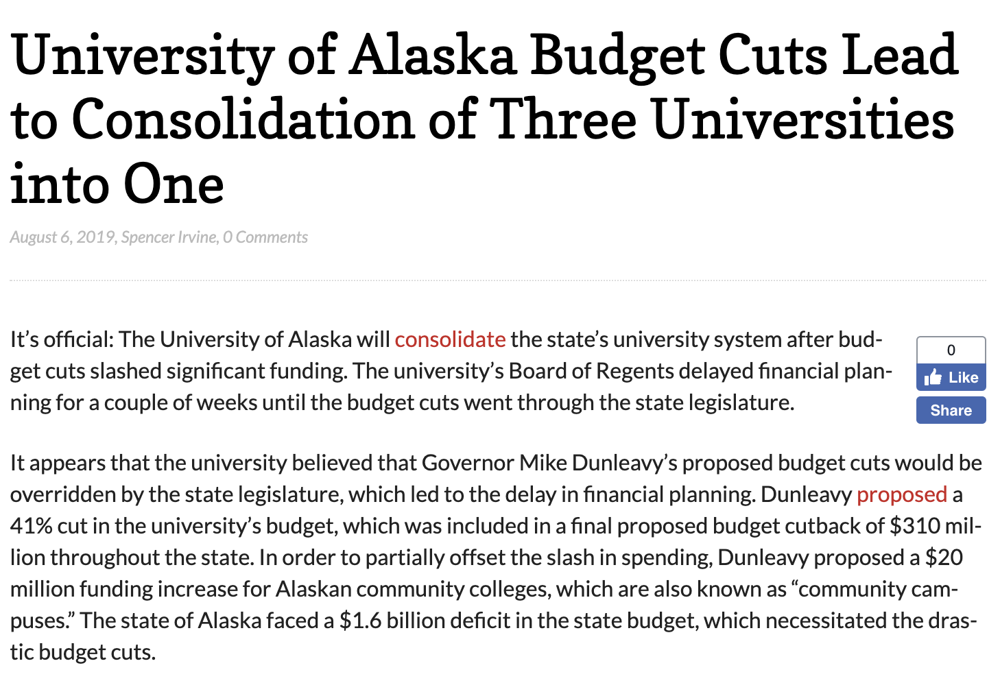 University of Alaska Budget Cuts Lead
to Consolidation of Three Universities
into One
August 6, 2019, Spencer Irvine, 0 Comments
It’s official: The University of Alaska will consolidate the state’s university system after bud-
get cuts slashed significant funding. The university’s Board of Regents delayed financial plan-
ning for a couple of weeks until the budget cuts went through the state legislature.
0
Like
Share
It appears that the university believed that Governor Mike Dunleavy’s proposed budget cuts would be
overridden by the state legislature, which led to the delay in financial planning. Dunleavy proposed a
41% cut in the university’s budget, which was included in a final proposed budget cutback of $310 mil-
lion throughout the state. In order to partially offset the slash in spending, Dunleavy proposed a $20
million funding increase for Alaskan community colleges, which are also known as “community cam-
puses.” The state of Alaska faced a $1.6 billion deficit in the state budget, which necessitated the dras-
tic budget cuts.